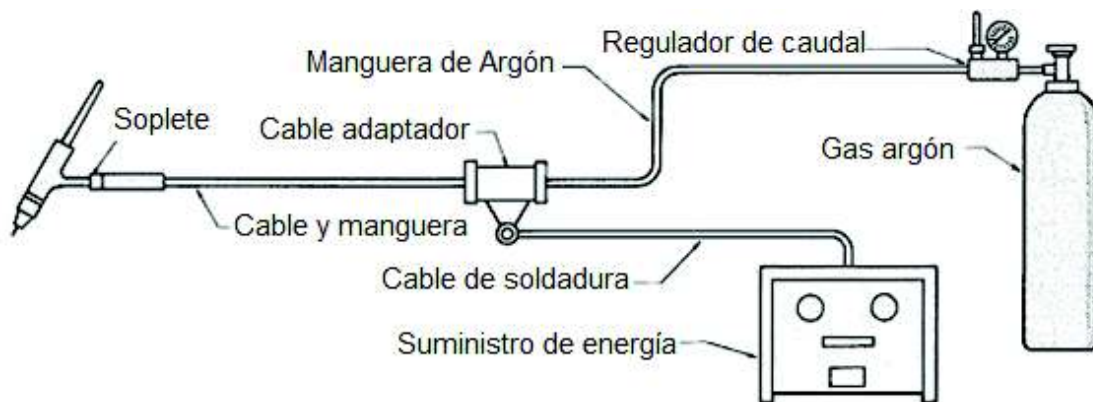 Regulador de caudal
Manguera de Argón
Soplete
Cable adaptador
Gas argón
Cable y manguera
Cable de soldadura
Suministro de energía